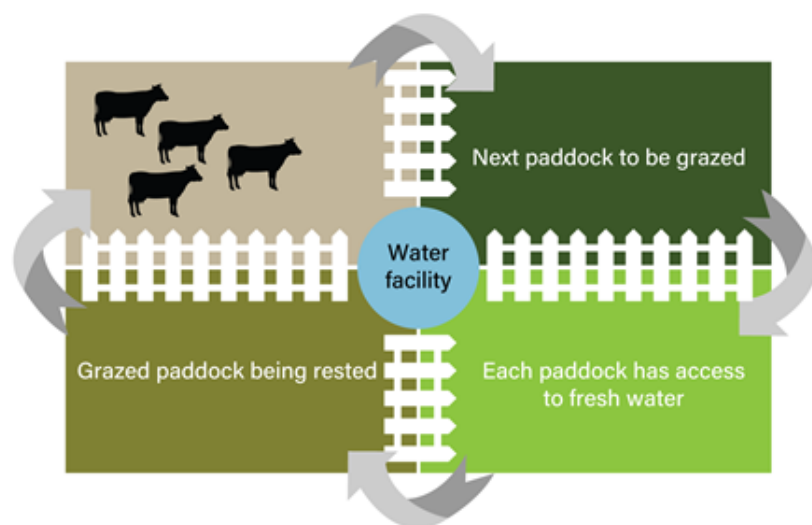 Next paddock to be grazed
Water
facility
Grazed paddock being rested
Each paddock has access
to fresh water